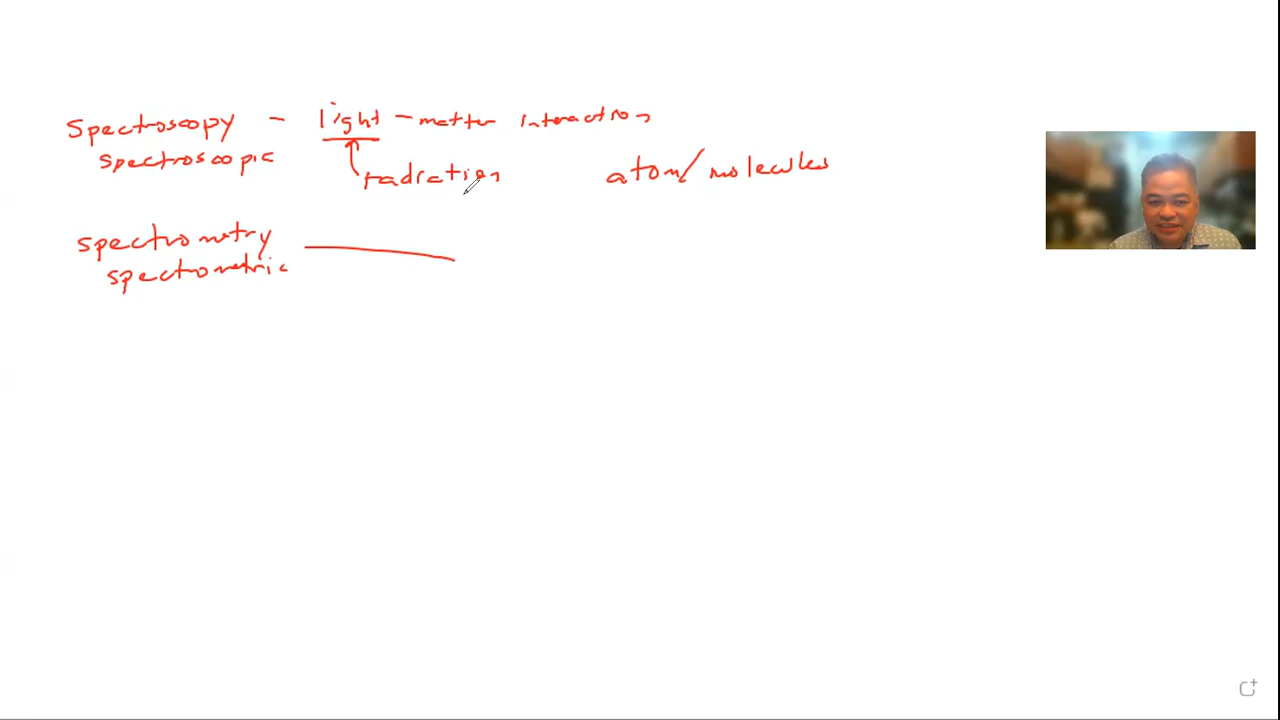 Spectroscopy - light - matter interaction
spectroscopic
radiation
atom/molecules
spectrometry
spectrometric